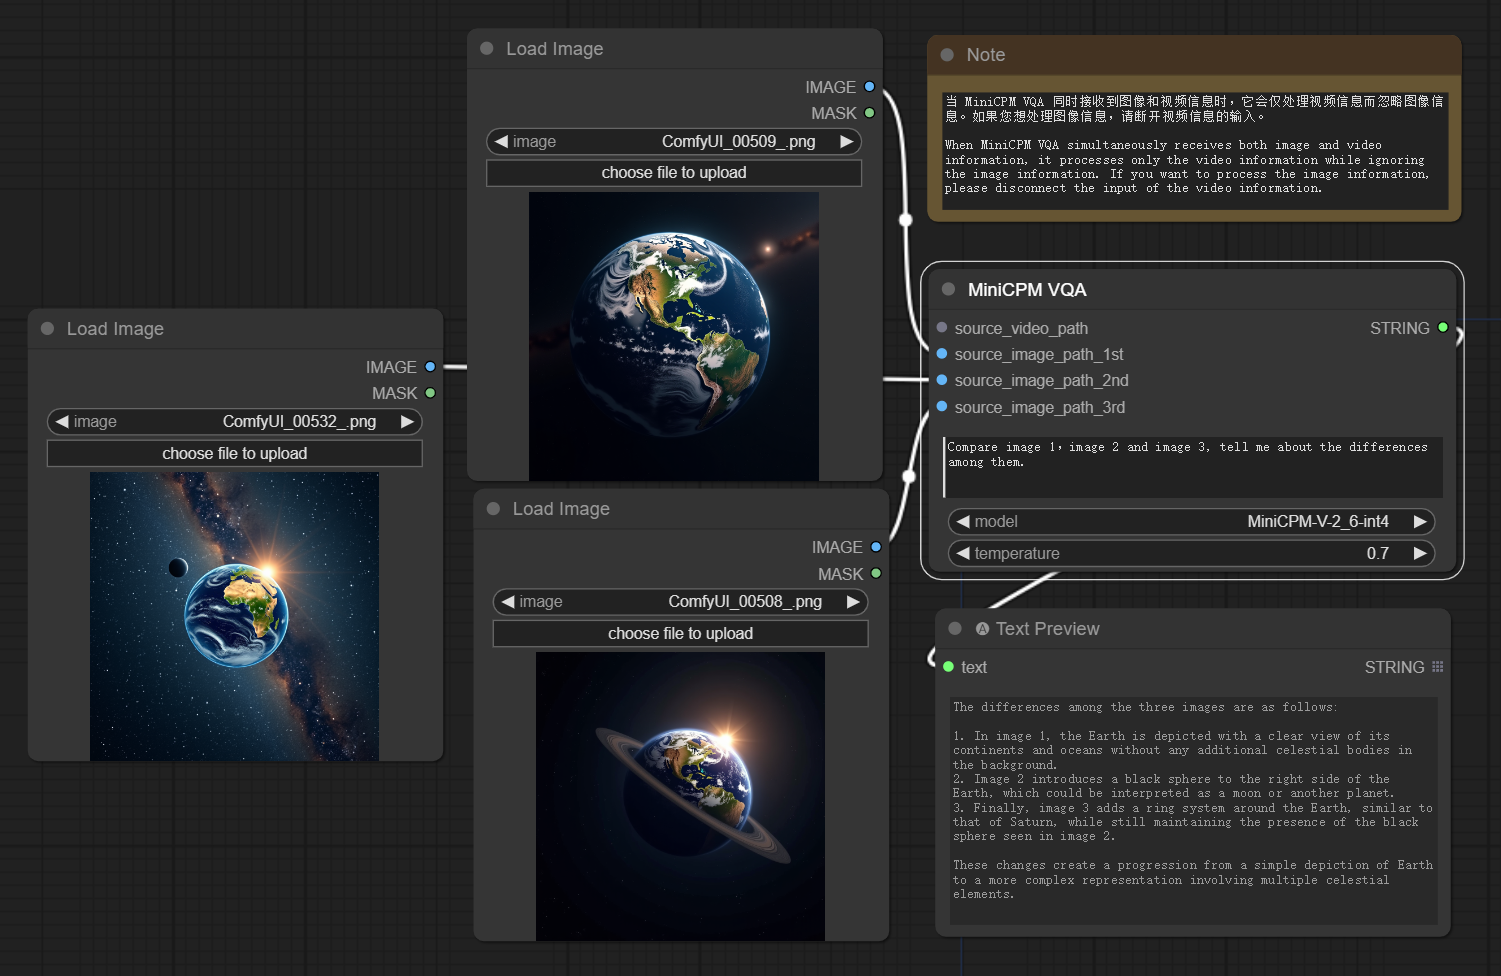 Load Image
IMAGE
MASK
image ComfyUI_00509_.png
choose file to upload
Note
当 MiniCPM VQA 同时接收到图像和视频信息时，它会仅处理视频信息而忽略图像信
息。如果您想处理图像信息，请断开视频信息的输入。
When MiniCPM VQA simultaneously receives both image and video
information, it processes only the video information while ignoring
the image information. If you want to process the image information,
please disconnect the input of the video information.
Load Image
IMAGE
MASK
image ComfyUI_00532_.png
choose file to upload
MiniCPM VQA
source_video_path STRING
source_image_path_1st
source_image_path_2nd
source_image_path_3rd
Compare image 1，image 2 and image 3, tell me about the differences
among them.
model MiniCPM-V-2_6-int4
temperature 0.7
Load Image
IMAGE
MASK
image ComfyUI_00508_.png
choose file to upload
A Text Preview
text STRING
The differences among the three images are as follows:
1. In image 1, the Earth is depicted with a clear view of its
continents and oceans without any additional celestial bodies in
the background.
2. Image 2 introduces a black sphere to the right side of the
Earth, which could be interpreted as a moon or another planet.
3. Finally, image 3 adds a ring system around the Earth, similar to
that of Saturn, while still maintaining the presence of the black
sphere seen in image 2.
These changes create a progression from a simple depiction of Earth
to a more complex representation involving multiple celestial
elements.